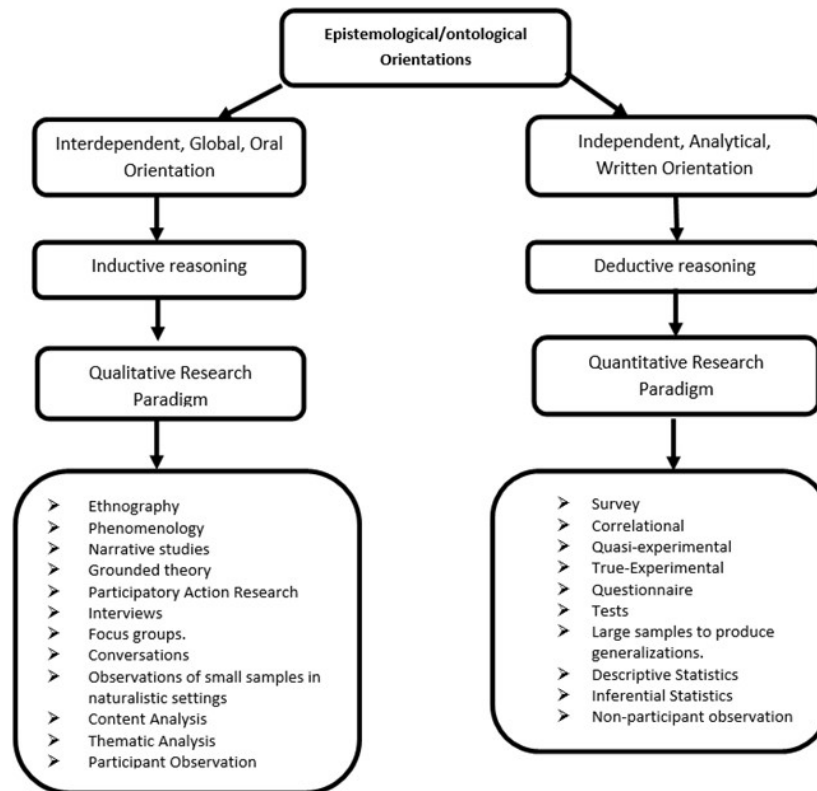 Epistemological/ontological
Orientations
Interdependent, Global, Oral
Orientation
Independent, Analytical,
Written Orientation
Inductive reasoning
Deductive reasoning
Qualitative Research
Paradigm
Quantitative Research
Paradigm
➤ Ethnography
➤ Phenomenology
➤ Narrative studies
➤ Grounded theory
➤ Participatory Action Research
➤ Interviews
➤ Focus groups.
➤ Conversations
➤ Observations of small samples in
naturalistic settings
➤ Content Analysis
➤ Thematic Analysis
➤ Participant Observation
➤ Survey
➤ Correlational
➤ Quasi-experimental
➤ True-Experimental
➤ Questionnaire
➤ Tests
➤ Large samples to produce
generalizations.
➤ Descriptive Statistics
➤ Inferential Statistics
➤ Non-participant observation